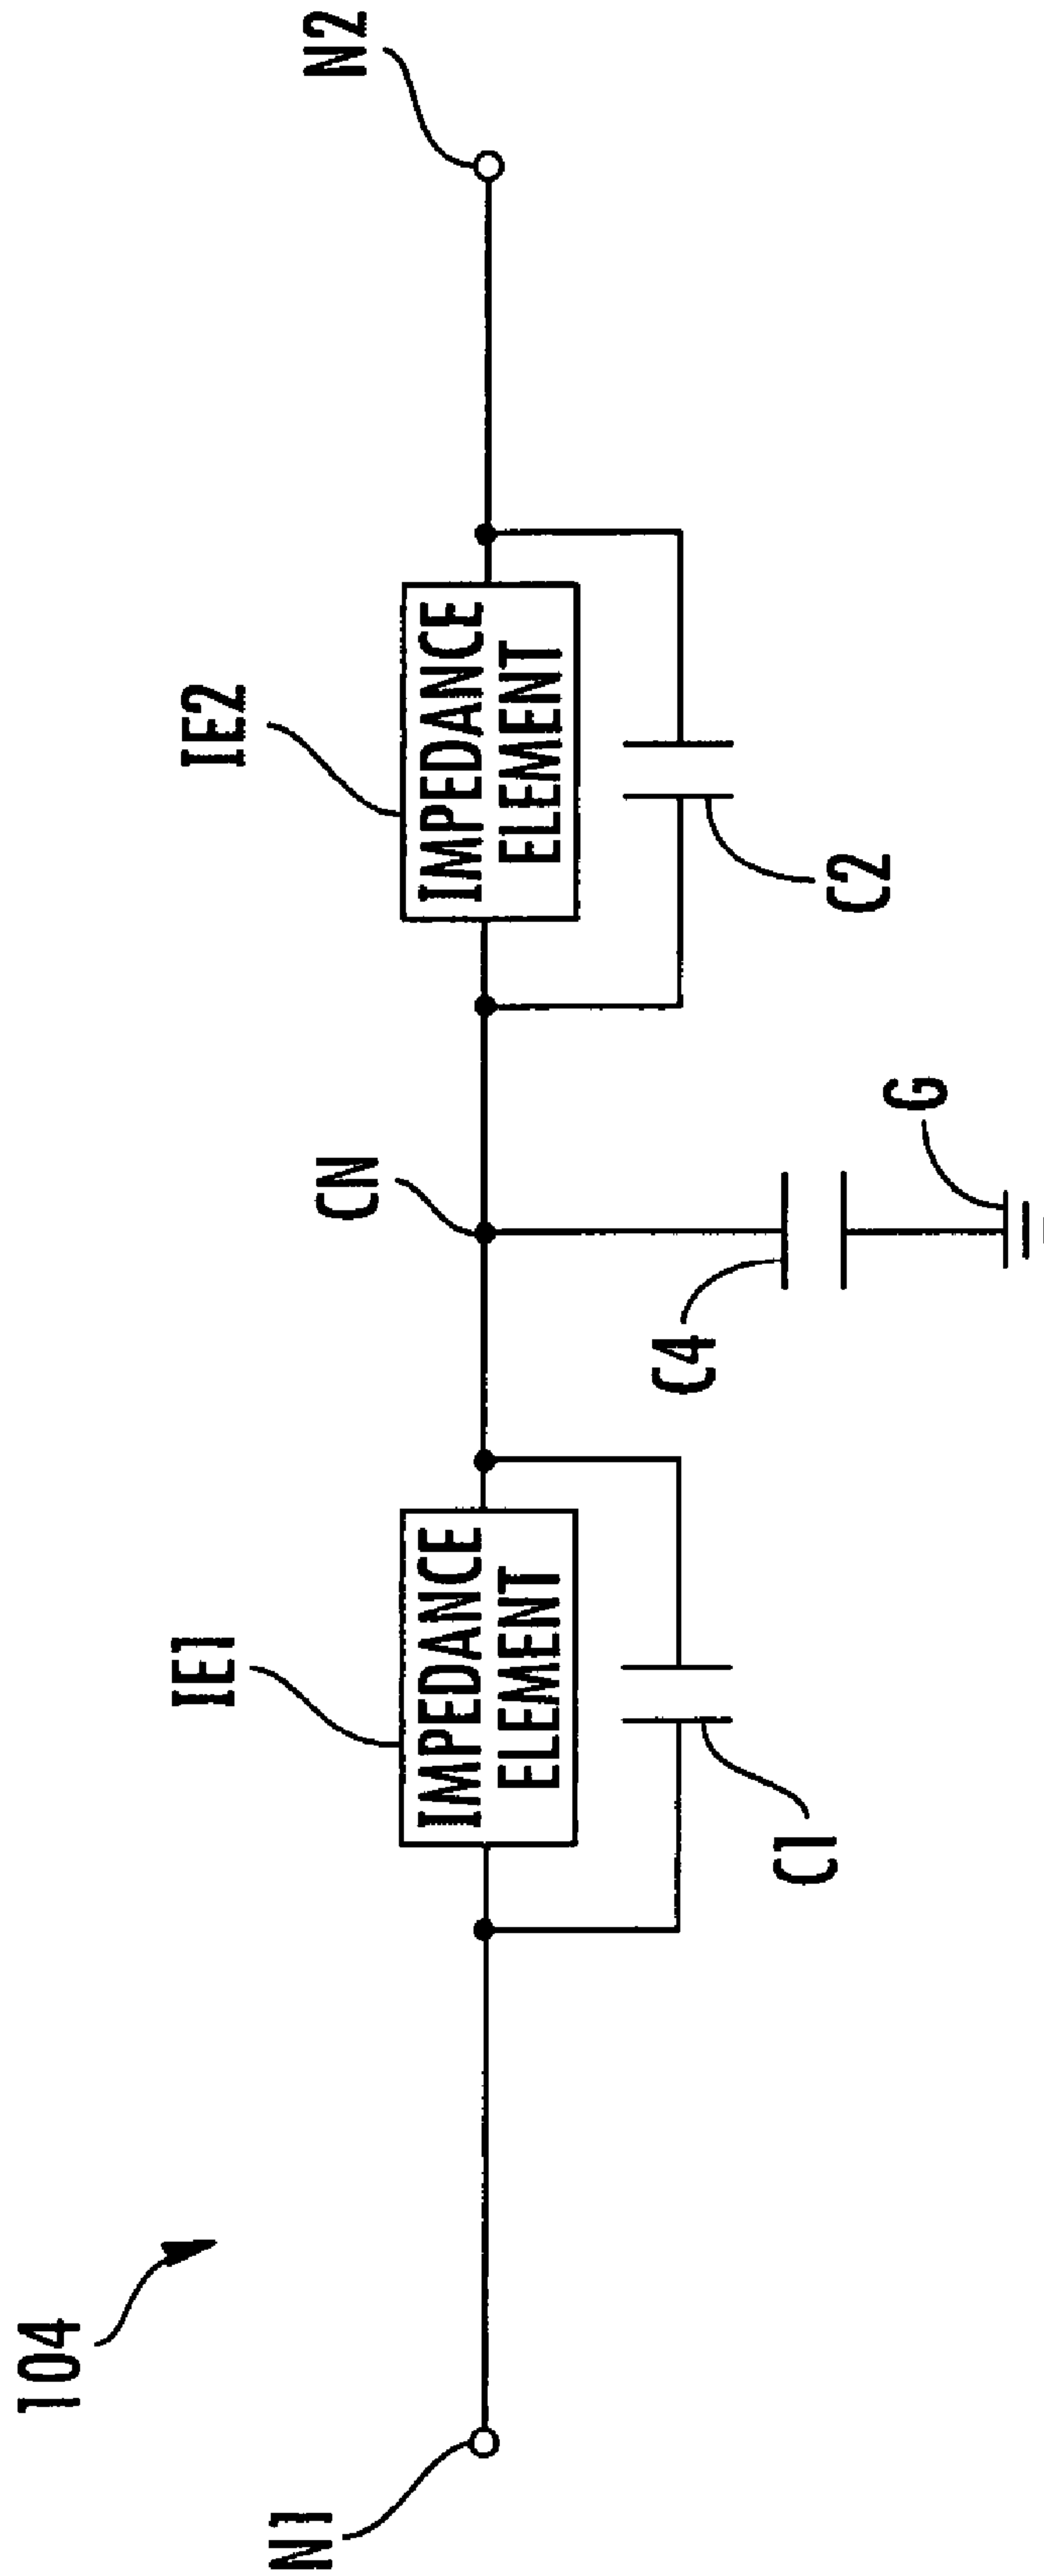 104
N1
IE1
IMPEDANCE
ELEMENT
C1
CN
C4
G
IE2
IMPEDANCE
ELEMENT
C2
N2